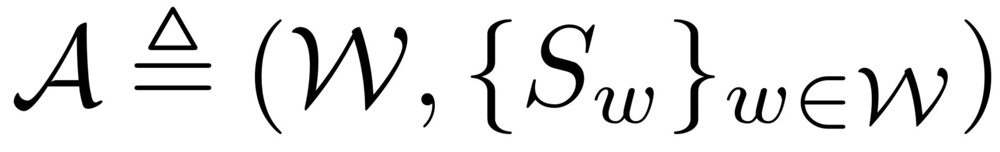 𝒜 ≜ (𝒲, {S_w}_{w∈𝒲})